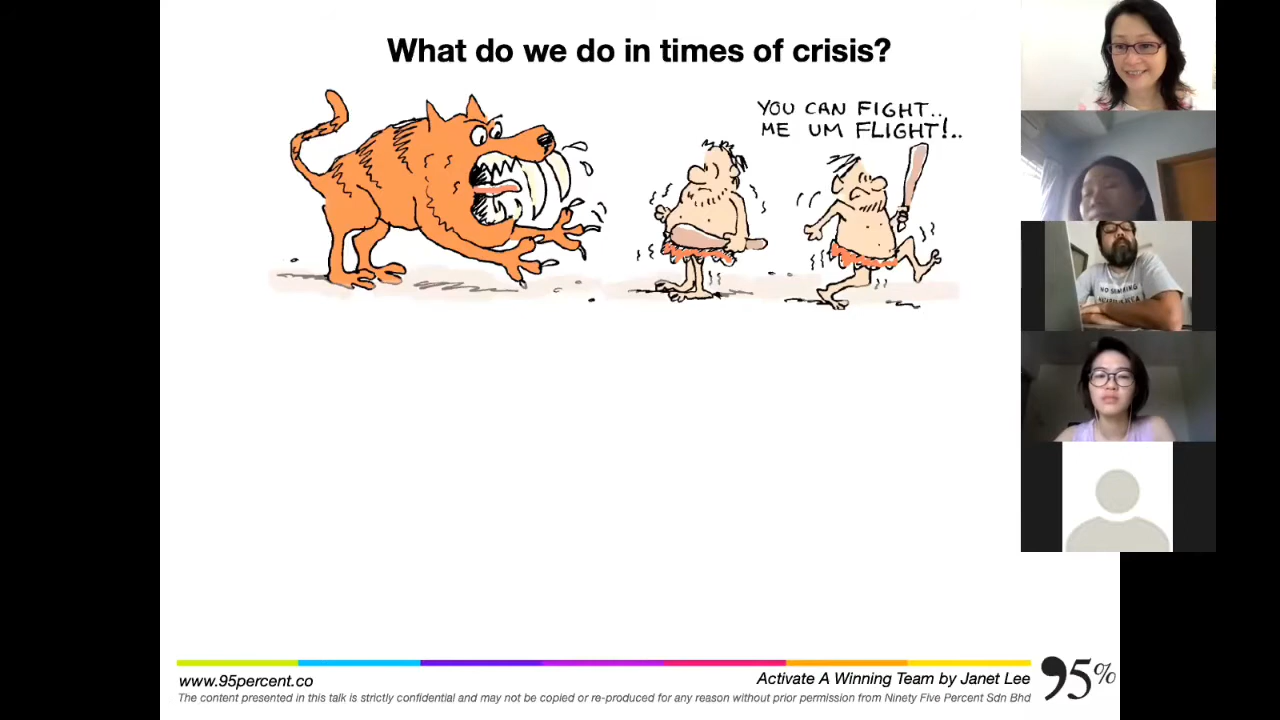 What do we do in times of crisis?
YOU CAN FIGHT..
ME UM FLIGHT!..
NO SEMBLING
www.95percent.co
Activate A Winning Team by Janet Lee
95%
The content presented in this talk is strictly confidential and may not be copied or re-produced for any reason without prior permission from Ninety Five Percent Sdn Bhd